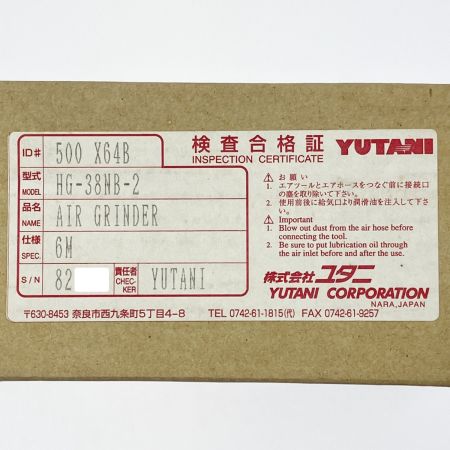 ID# 500 X64B
検査合格証 YUTANI
INSPECTION CERTIFICATE
型式 MODEL HG-38NB-2
品名 NAME AIR GRINDER
仕様 SPEC. 6M
S/N 82 責任者 CHEC-KER YUTANI
⚠ お願い
1. エアツールとエアホースをつなぐ前に接続口
の塵を取り除いて下さい。
2. 使用前後に給気口より潤滑油を注入して下さい。
⚠ Important
1. Blow out dust from the air hose before
connecting the tool.
2. Be sure to put lubrication oil through
the air inlet before and after the use.
株式会社ユタニ
YUTANI CORPORATION
NARA, JAPAN
〒630-8453 奈良市西九条町5丁目4-8 TEL 0742-61-1815(代) FAX 0742-61-9257